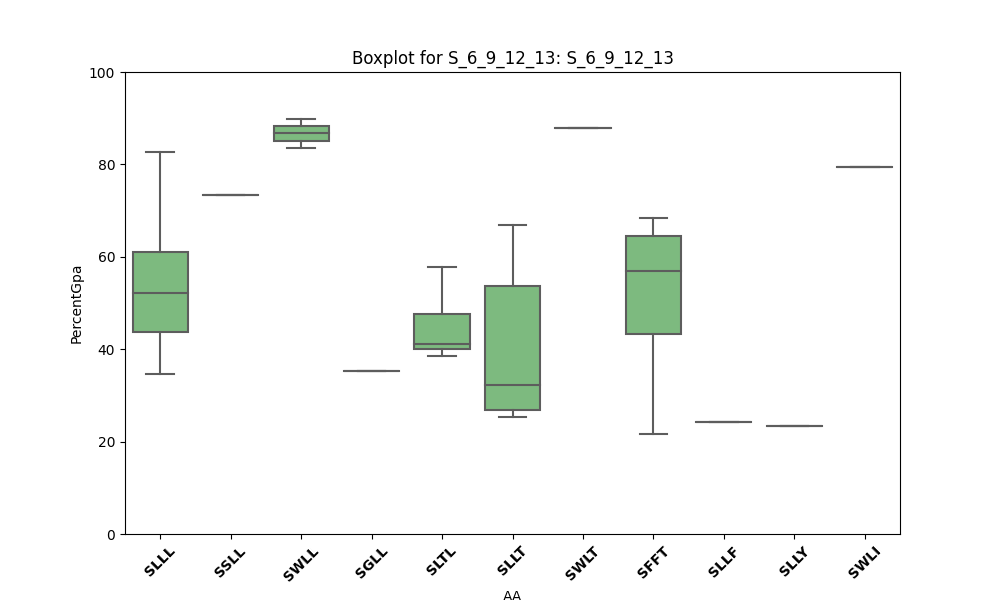 Boxplot for S_6_9_12_13: S_6_9_12_13
PercentGpa
100
80
60
40
20
0
SLLL
SSLL
SWLL
SGLL
SLTL
SLLT
SWLT
SFFT
SLLF
SLLY
SWLI
AA